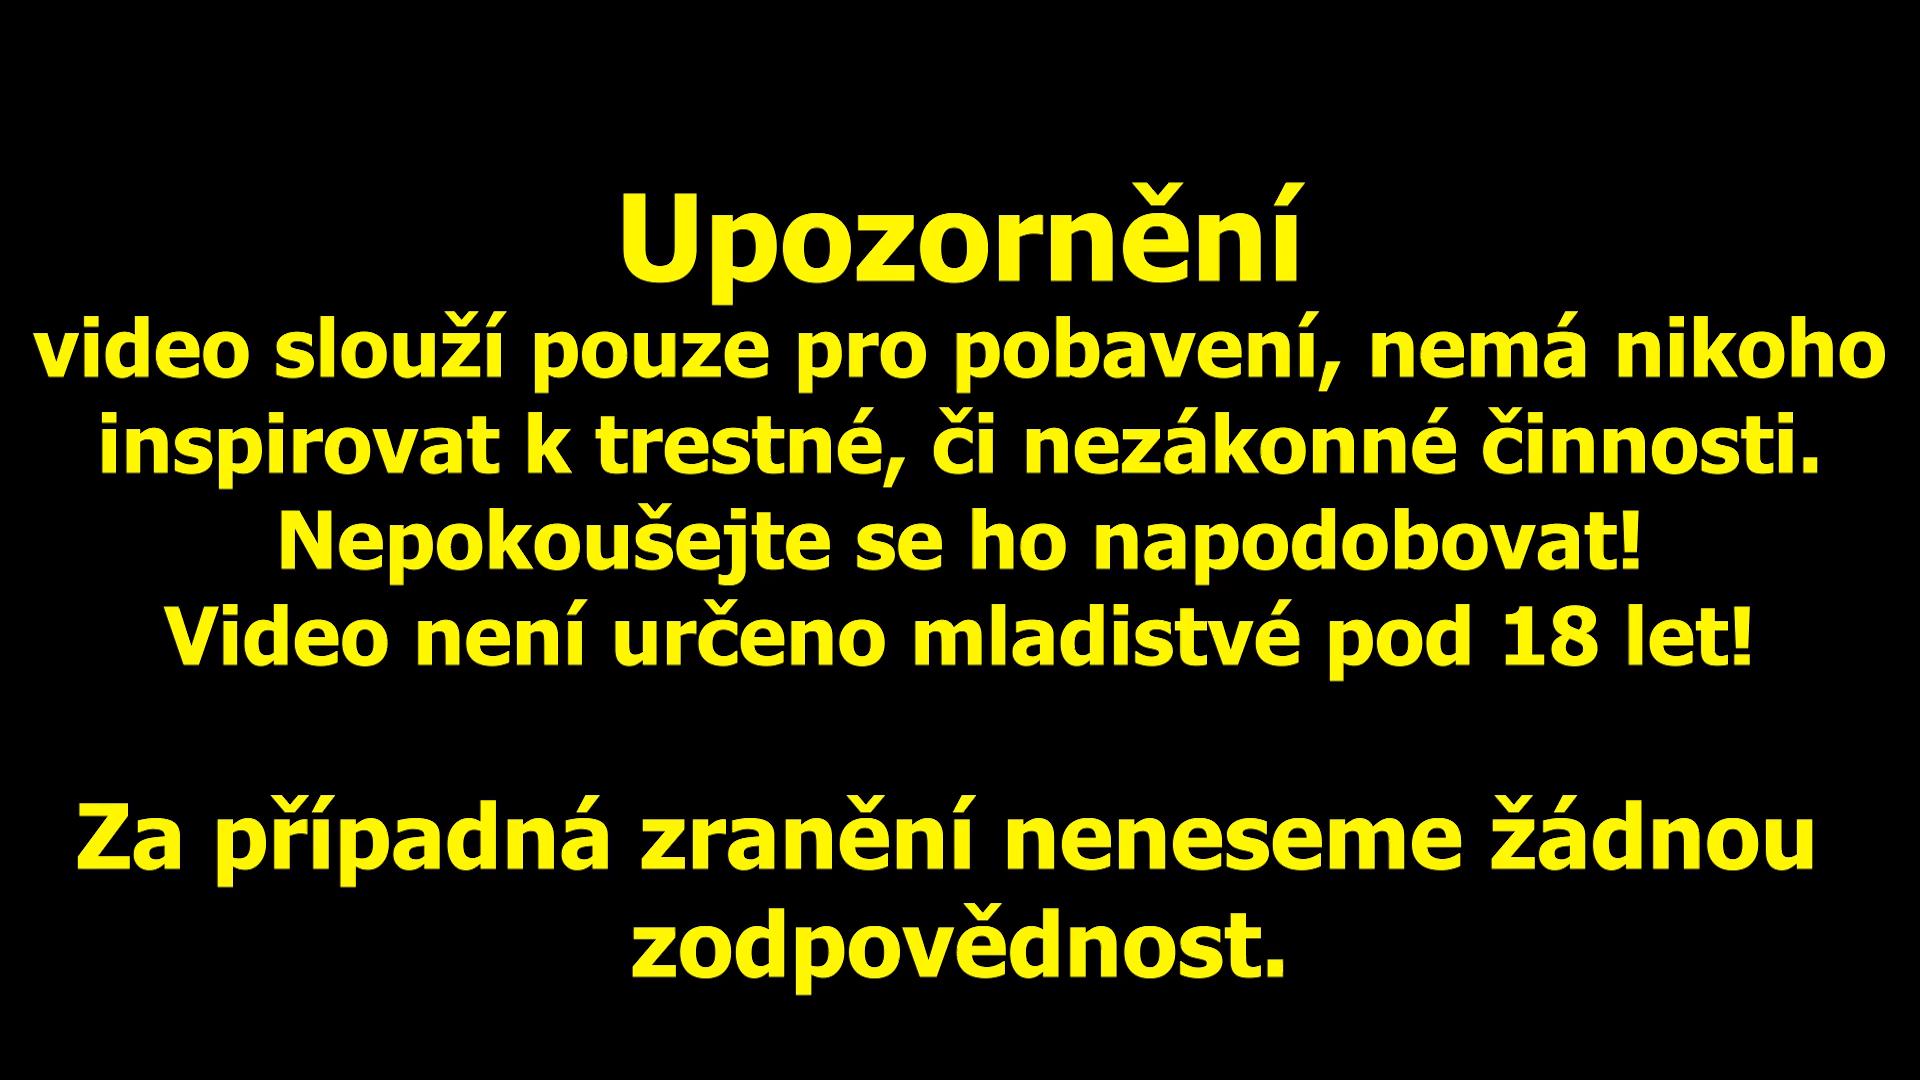 Upozornění
video slouží pouze pro pobavení, nemá nikoho
inspirovat k trestné, či nezákonné činnosti.
Nepokoušejte se ho napodobovat!
Video není určeno mladistvé pod 18 let!
Za případná zranění neneseme žádnou
zodpovědnost.